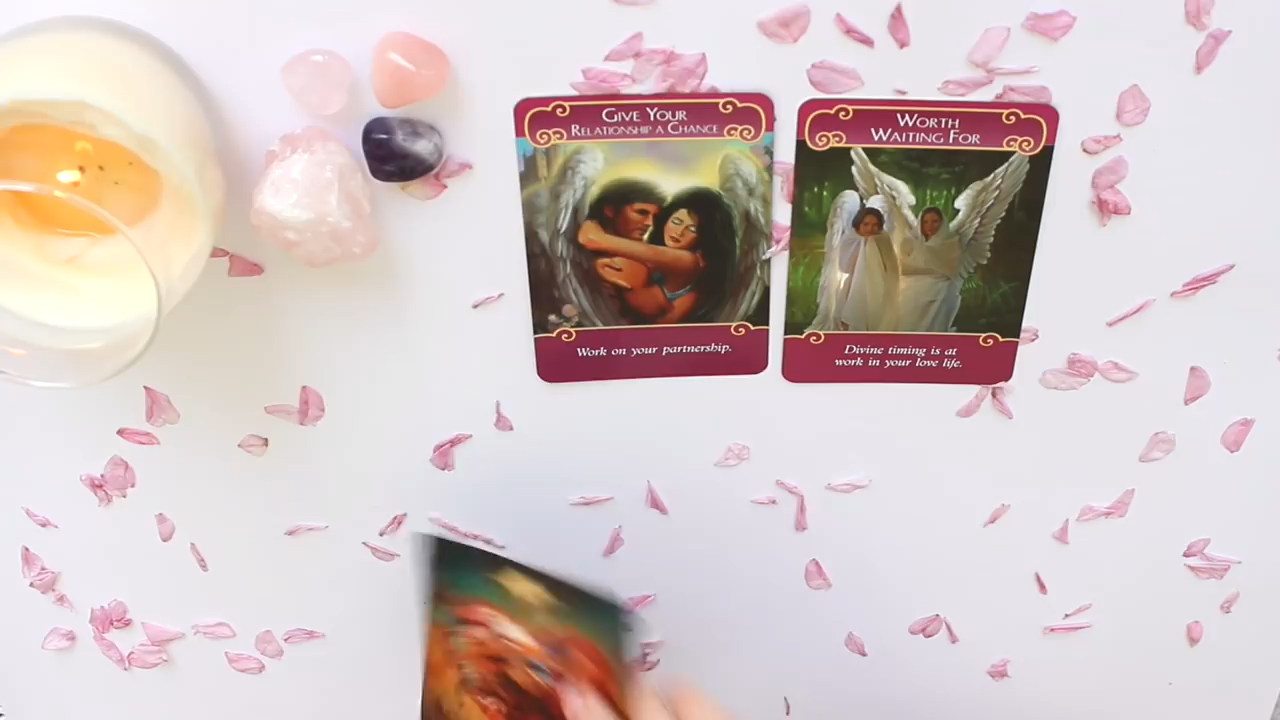 Give Your
Relationship a Chance
Work on your partnership.
Worth
Waiting For
Divine timing is at
work in your love life.